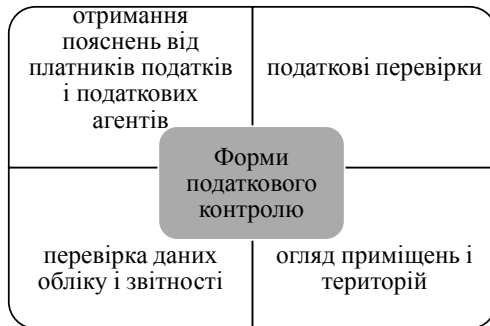 отримання
пояснень від
платників податків
і податкових
агентів
податкові перевірки
Форми
податкового
контролю
перевірка даних
обліку і звітності
огляд приміщень і
територій